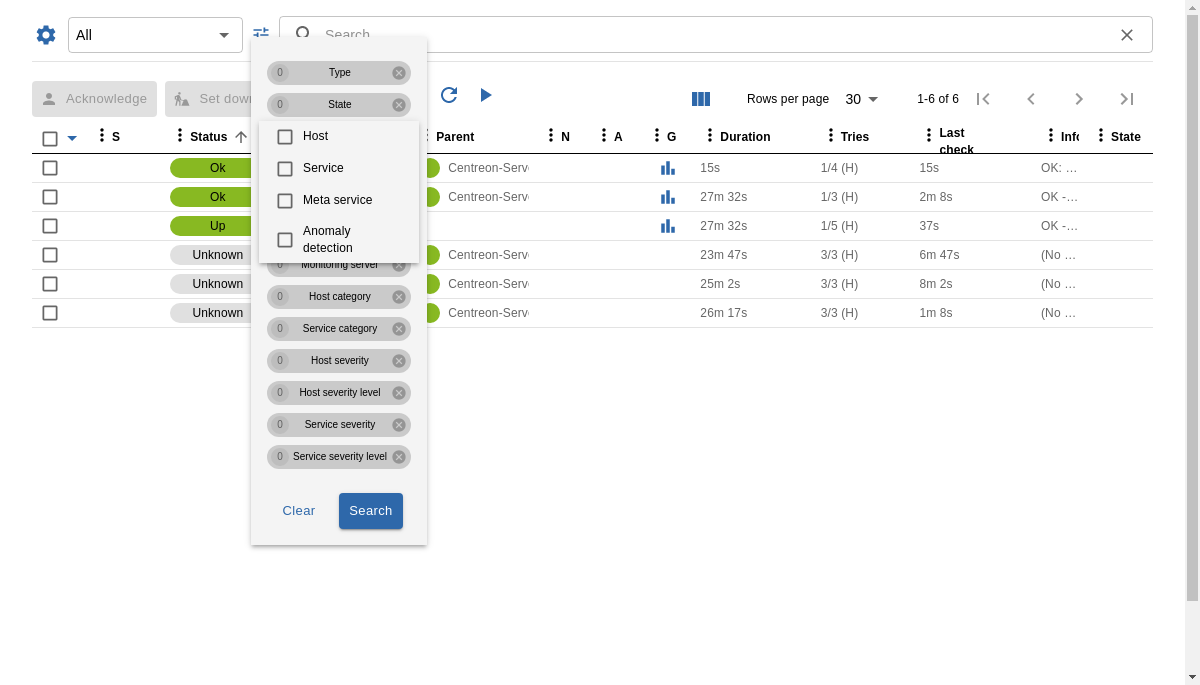 All
Search
0 Type
0 State
Acknowledge
Set down
Rows per page 30 1-6 of 6
S Status Parent N A G Duration Tries Last check Info State
Host
Service
Meta service
Anomaly
detection
Ok Centreon-Serv 15s 1/4 (H) 15s OK: ...
Ok Centreon-Serv 27m 32s 1/3 (H) 2m 8s OK -...
Up 27m 32s 1/5 (H) 37s OK -...
Unknown Centreon-Serv 23m 47s 3/3 (H) 6m 47s (No ...
Unknown Centreon-Serv 25m 2s 3/3 (H) 8m 2s (No ...
Unknown Centreon-Serv 26m 17s 3/3 (H) 1m 8s (No ...
0 Monitoring server
0 Host category
0 Service category
0 Host severity
0 Host severity level
0 Service severity
0 Service severity level
Clear Search